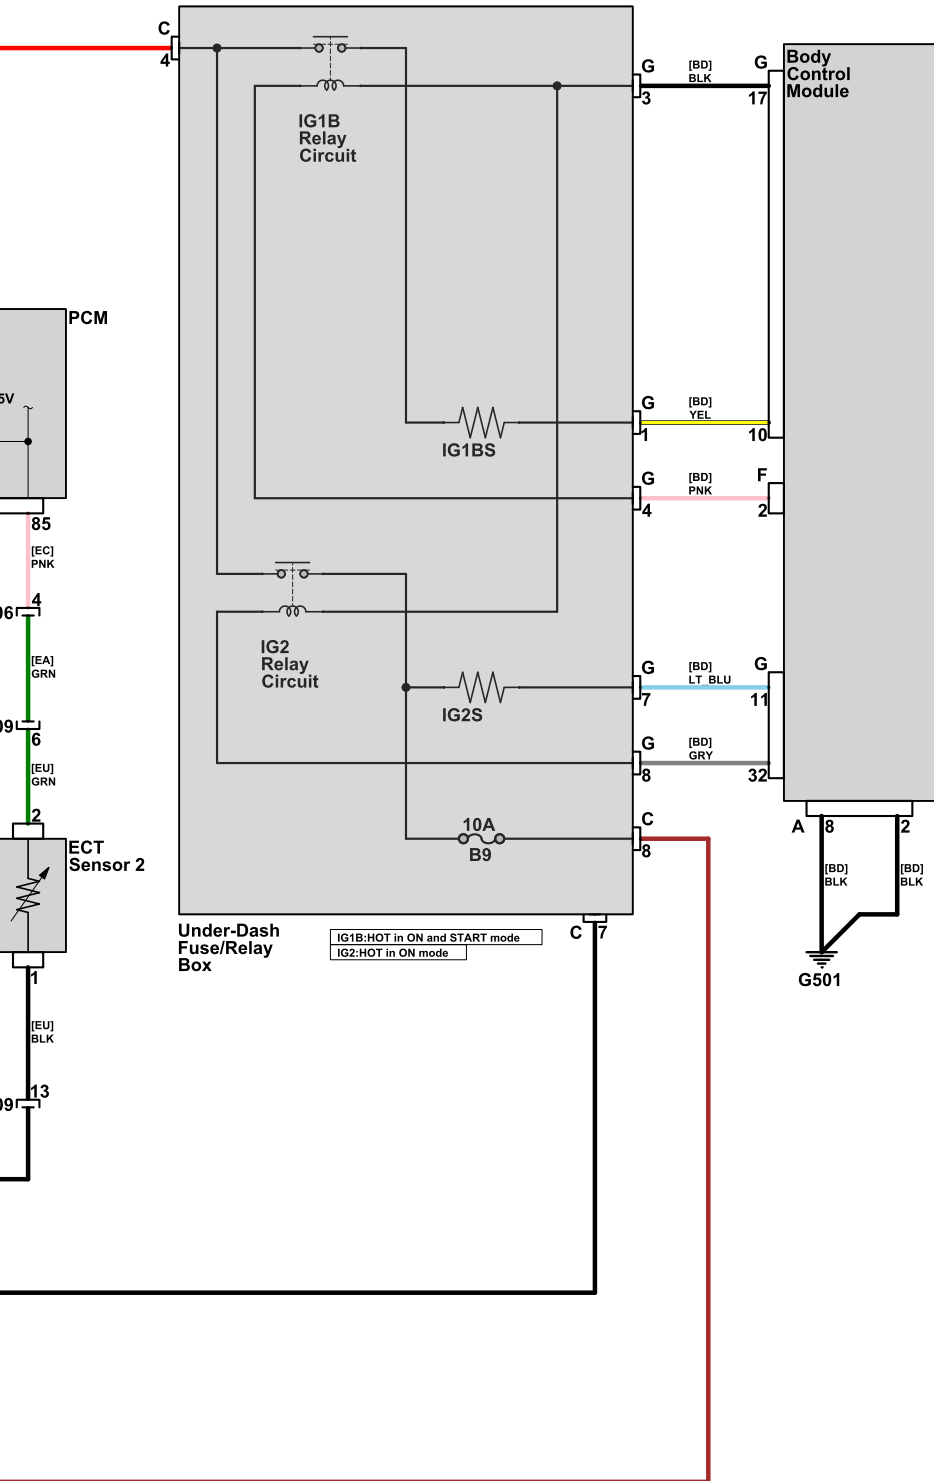 C
4
IG1B
Relay
Circuit
G
3
[BD]
BLK
G
17
Body
Control
Module
PCM
5V
85
[EC]
PNK
4
06
[EA]
GRN
09
6
[EU]
GRN
2
ECT
Sensor 2
1
[EU]
BLK
13
09
IG1BS
G
1
[BD]
YEL
10
G
4
[BD]
PNK
F
2
IG2
Relay
Circuit
IG2S
G
7
[BD]
LT_BLU
G
11
G
8
[BD]
GRY
32
10A
B9
C
8
A
8
2
[BD]
BLK
[BD]
BLK
G501
Under-Dash
Fuse/Relay
Box
IG1B:HOT in ON and START mode
IG2:HOT in ON mode
C
7